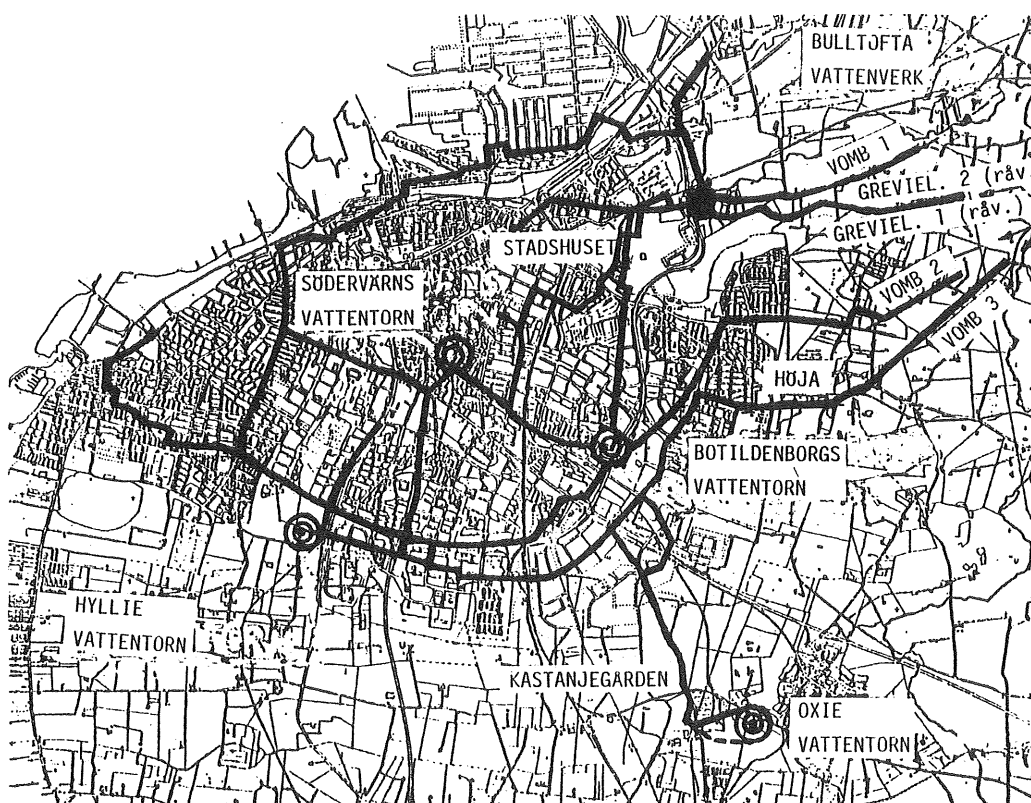 BULLTOFTA
VATTENVERK
VOMB 1
GREVIEL. 2 (råv.
GREVIEL. 1 (råv.)
STADSHUSET
SÖDERVÄRNS
VATTENTORN
VOMB 2
VOMB 3
HÖJA
BOTILDENBORGS
VATTENTORN
HYLLIE
VATTENTORN
KASTANJEGÅRDEN
OXIE
VATTENTORN